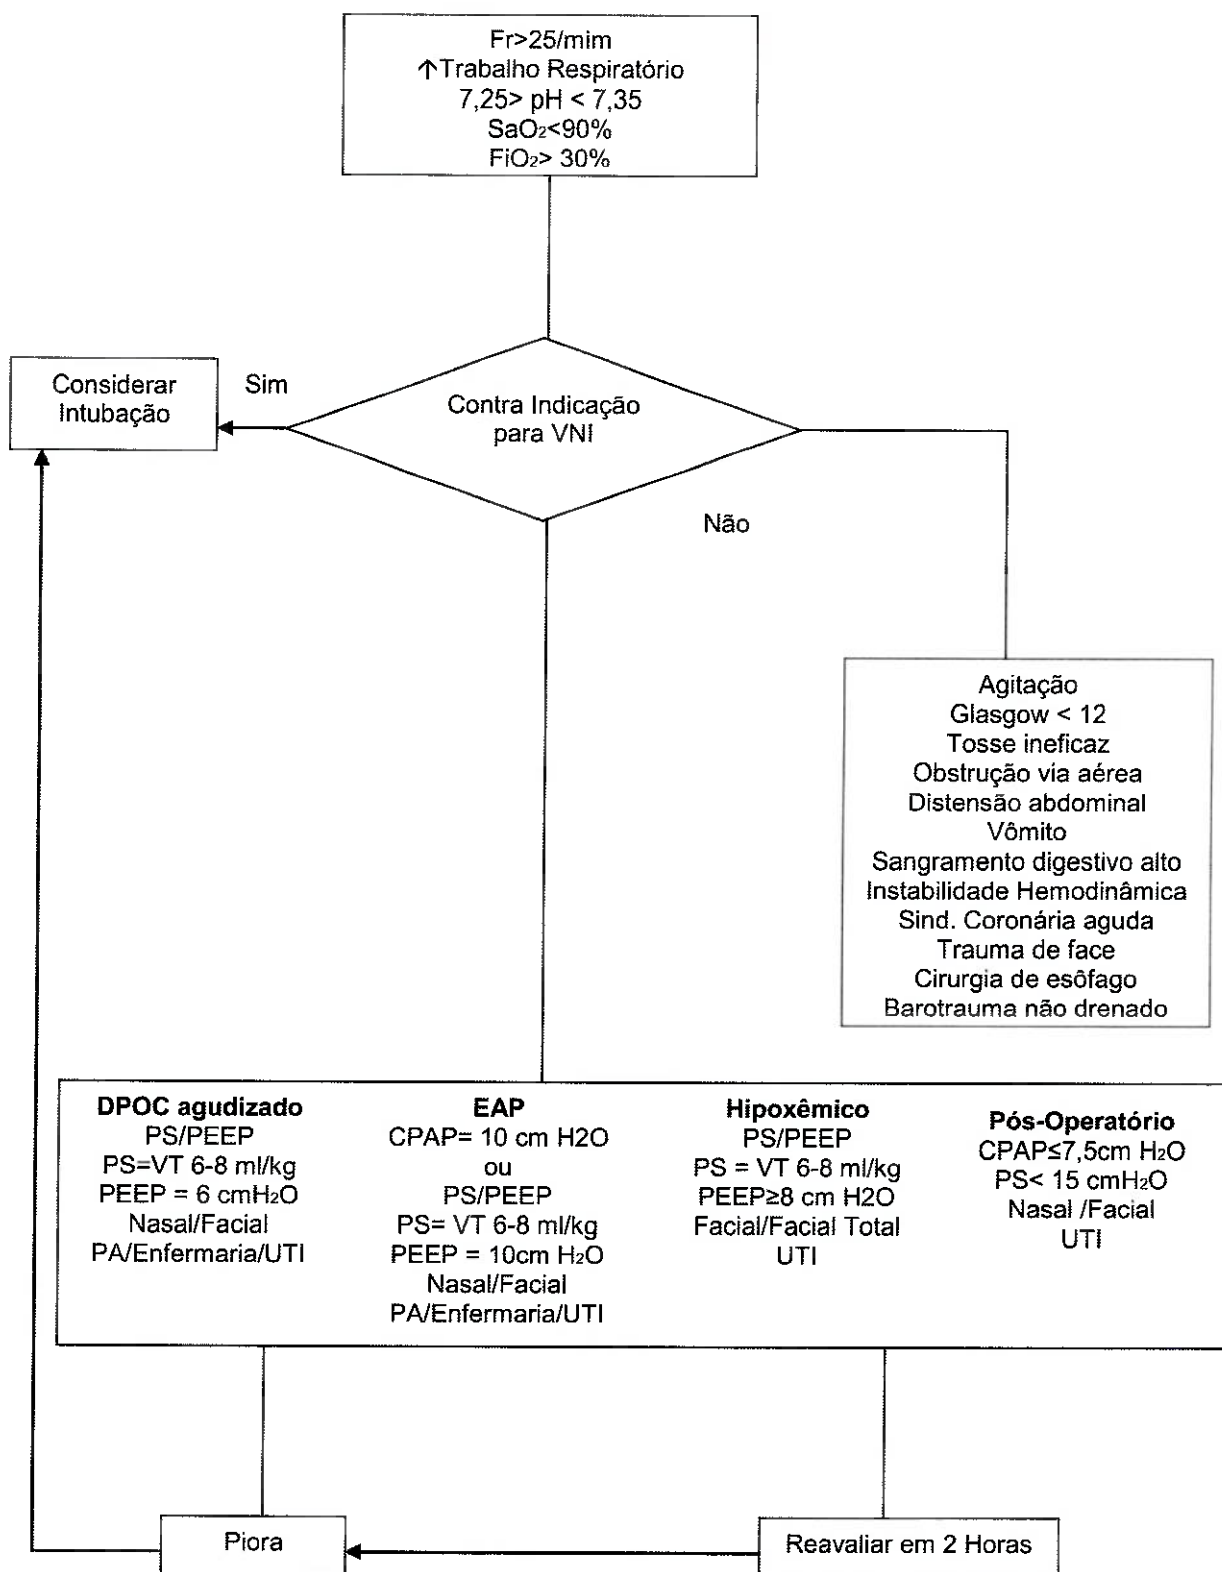 Fr>25/mim
↑Trabalho Respiratório
7,25> pH < 7,35
SaO₂<90%
FiO₂> 30%
Considerar
Intubação
Sim
Contra Indicação
para VNI
Não
Agitação
Glasgow < 12
Tosse ineficaz
Obstrução via aérea
Distensão abdominal
Vômito
Sangramento digestivo alto
Instabilidade Hemodinâmica
Sind. Coronária aguda
Trauma de face
Cirurgia de esôfago
Barotrauma não drenado
DPOC agudizado
PS/PEEP
PS=VT 6-8 ml/kg
PEEP = 6 cmH₂O
Nasal/Facial
PA/Enfermaria/UTI
EAP
CPAP= 10 cm H2O
ou
PS/PEEP
PS= VT 6-8 ml/kg
PEEP = 10cm H₂O
Nasal/Facial
PA/Enfermaria/UTI
Hipoxêmico
PS/PEEP
PS = VT 6-8 ml/kg
PEEP≥8 cm H2O
Facial/Facial Total
UTI
Pós-Operatório
CPAP≤7,5cm H₂O
PS< 15 cmH₂O
Nasal /Facial
UTI
Piora
Reavaliar em 2 Horas